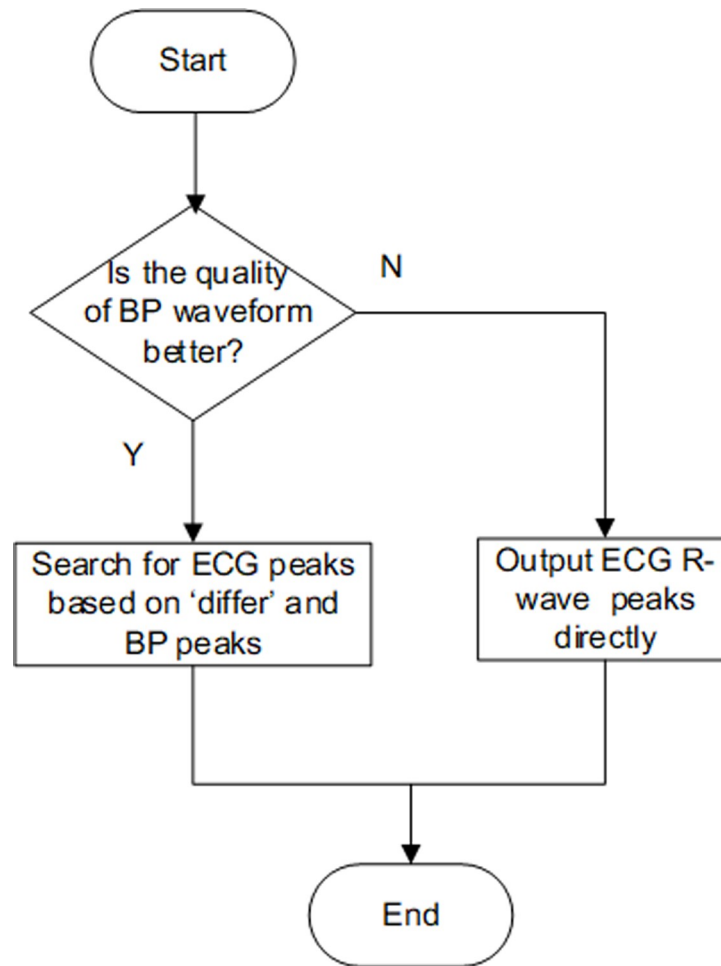 Start
Is the quality
of BP waveform
better?
N
Y
Search for ECG peaks
based on ‘differ’ and
BP peaks
Output ECG R-
wave peaks
directly
End